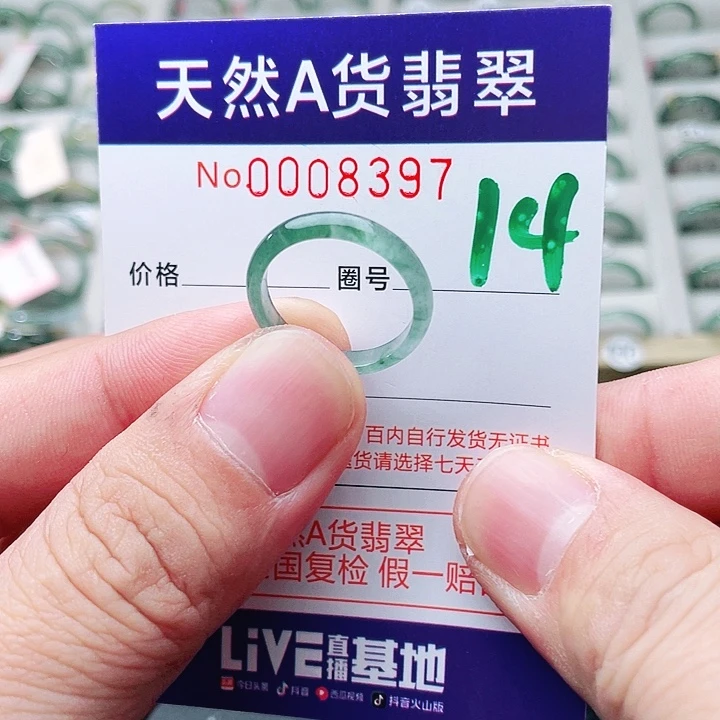 天然A货翡翠
No.0008397
14
价格 圈号
百内自行发货无证书
货请选择七天
A货翡翠
国复检 假一赔
LiVE直播基地
今日头条 抖音 西瓜视频 抖音火山版